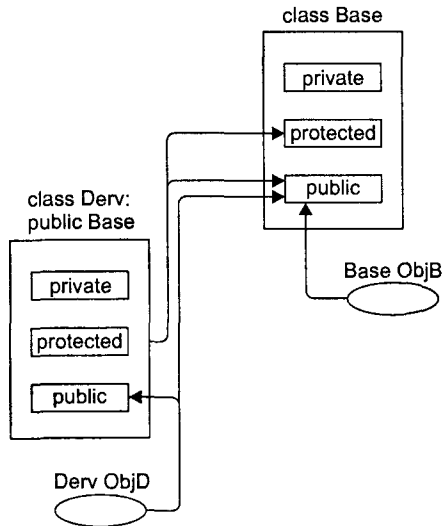 class Base
private
protected
public
class Derv:
public Base
private
protected
public
Base ObjB
Derv ObjD